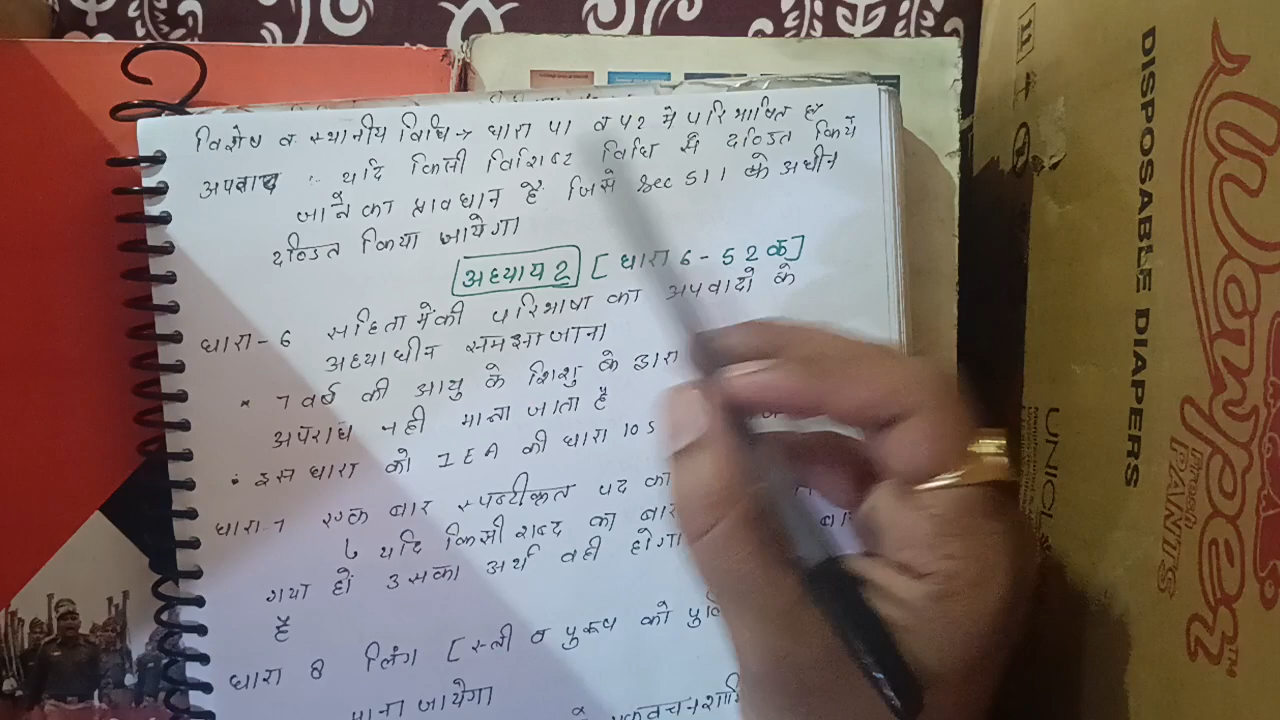 विशेष व स्थानीय विधि → धारा 41 व 42 मे परिभाषित है
अपवाद :- यदि किसी विशिष्ट विधि मे दण्डित किये
जाने का प्रावधान है जिसे Sec 511 के अधीन
दण्डित किया जायेगा
अध्याय 2 [ धारा 6 - 52 क]
धारा - 6 संहिता में की परिभाषा का अपवादो के
अध्याधीन समझा जाना
* 7 वर्ष की आयु के शिशु के द्वारा
अपराध नही माना जाता है
• इस धारा को IEA की धारा 105
धारा-7 एक बार स्पष्टीकृत पद का
↳ यदि किसी शब्द का बार
गया हो उसका अर्थ वही होगा
है
धारा 8 लिंग [स्त्री व पुरूष को
माना जायेगा
DISPOSABLE DIAPERS
Wenper
Fresh
PANTS